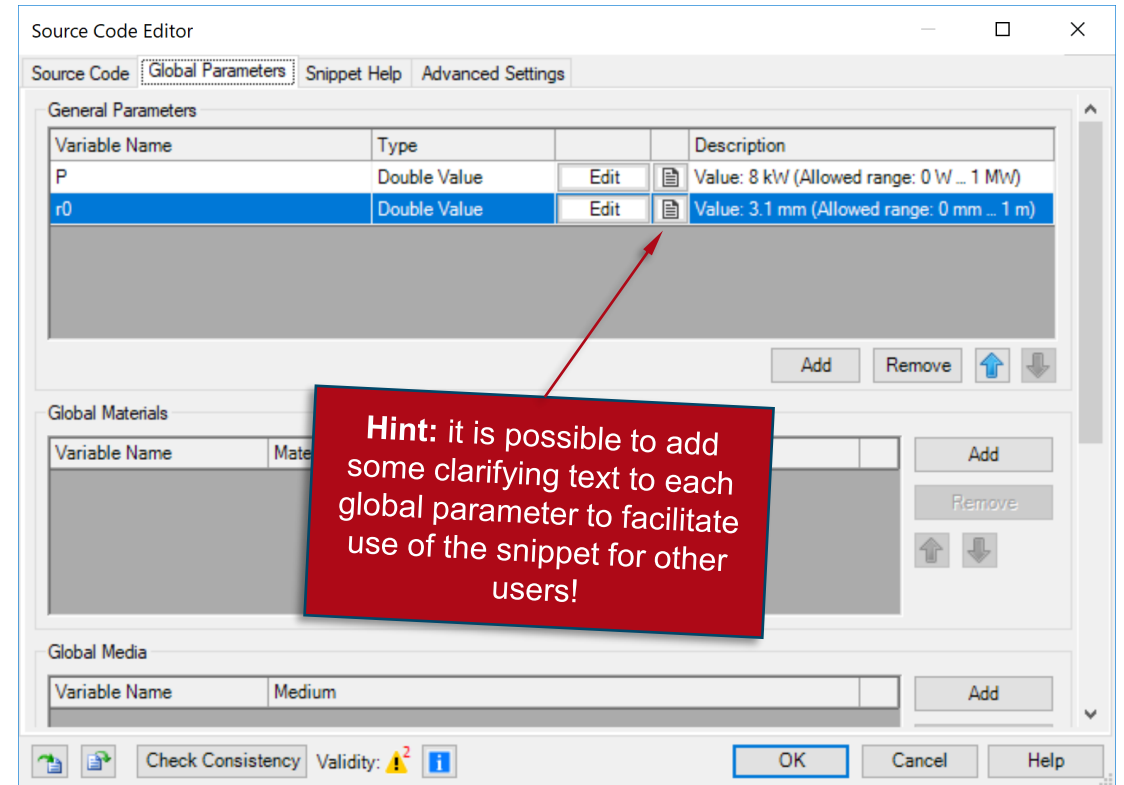 Source Code Editor
Source Code Global Parameters Snippet Help Advanced Settings
General Parameters
Variable Name Type Description
P Double Value Edit Value: 8 kW (Allowed range: 0 W ... 1 MW)
r0 Double Value Edit Value: 3.1 mm (Allowed range: 0 mm ... 1 m)
Add Remove
Hint: it is possible to add
some clarifying text to each
global parameter to facilitate
use of the snippet for other
users!
Global Materials
Variable Name
Add
Remove
Global Media
Variable Name Medium
Add
Check Consistency Validity: 2 OK Cancel Help